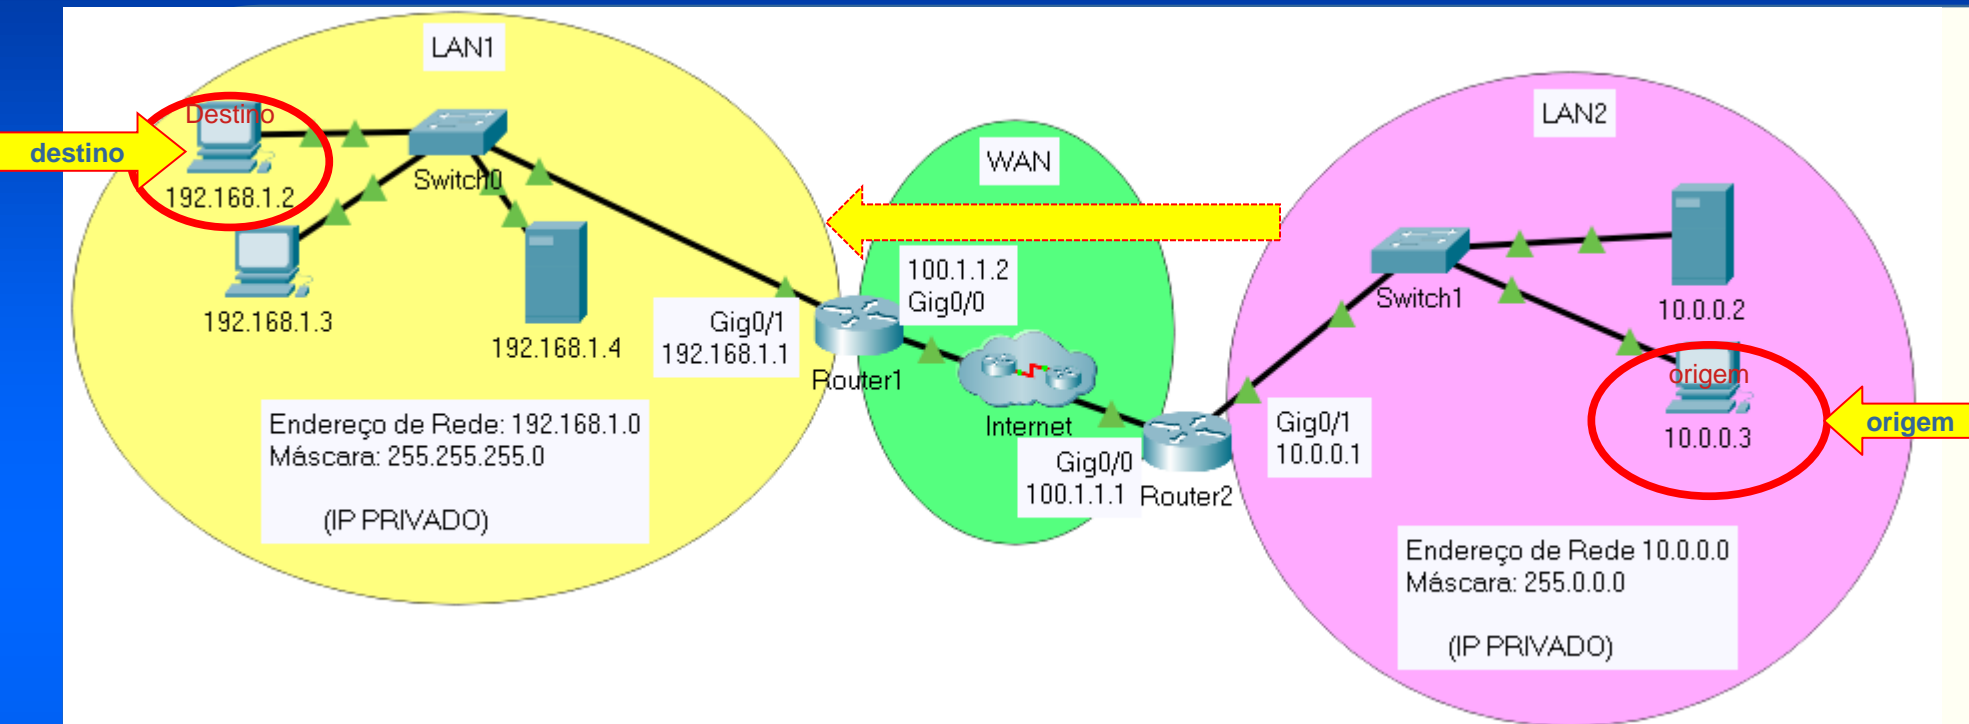 LAN1
Destino
destino
192.168.1.2
Switch0
192.168.1.3
192.168.1.4
Gig0/1
192.168.1.1
Router1
Endereço de Rede: 192.168.1.0
Máscara: 255.255.255.0
(IP PRIVADO)
WAN
100.1.1.2
Gig0/0
Internet
Gig0/0
100.1.1.1
Router2
LAN2
Switch1
10.0.0.2
origem
10.0.0.3
origem
Gig0/1
10.0.0.1
Endereço de Rede 10.0.0.0
Máscara: 255.0.0.0
(IP PRIVADO)